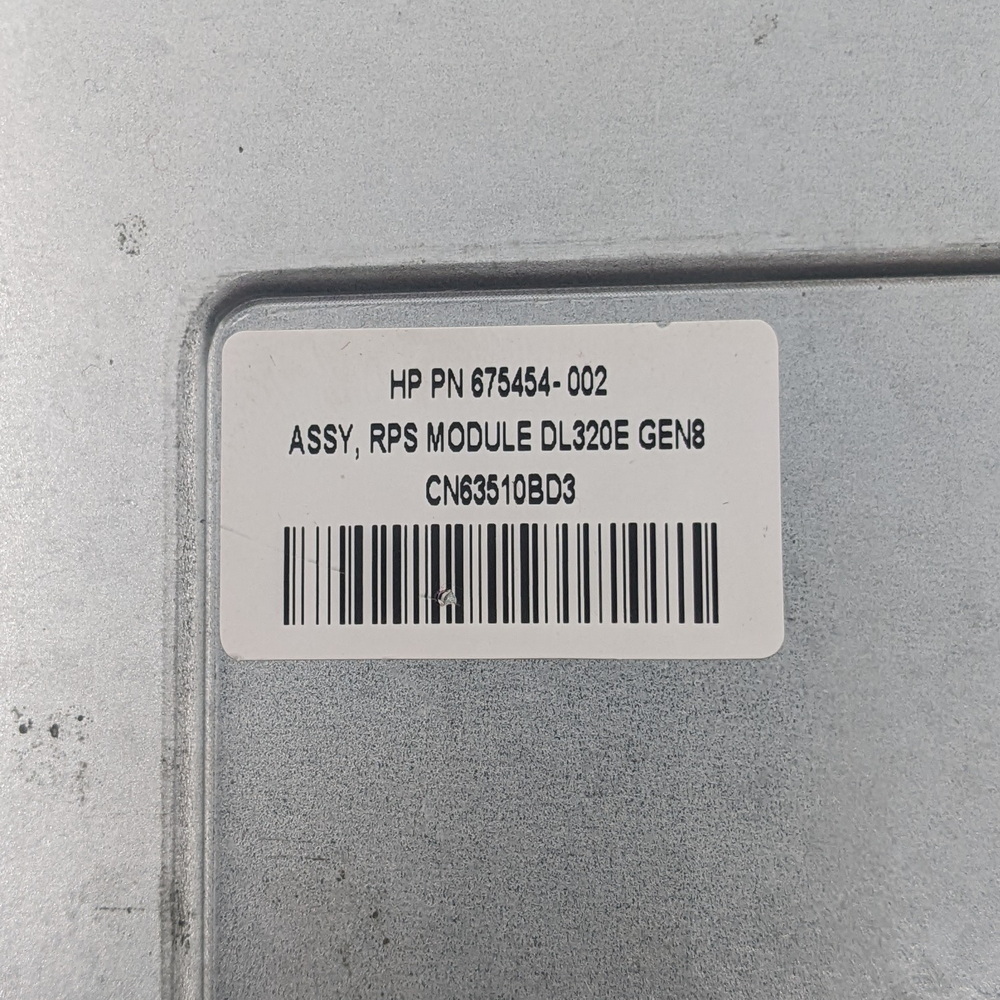 HP PN 675454-002
ASSY, RPS MODULE DL320E GEN8
CN63510BD3